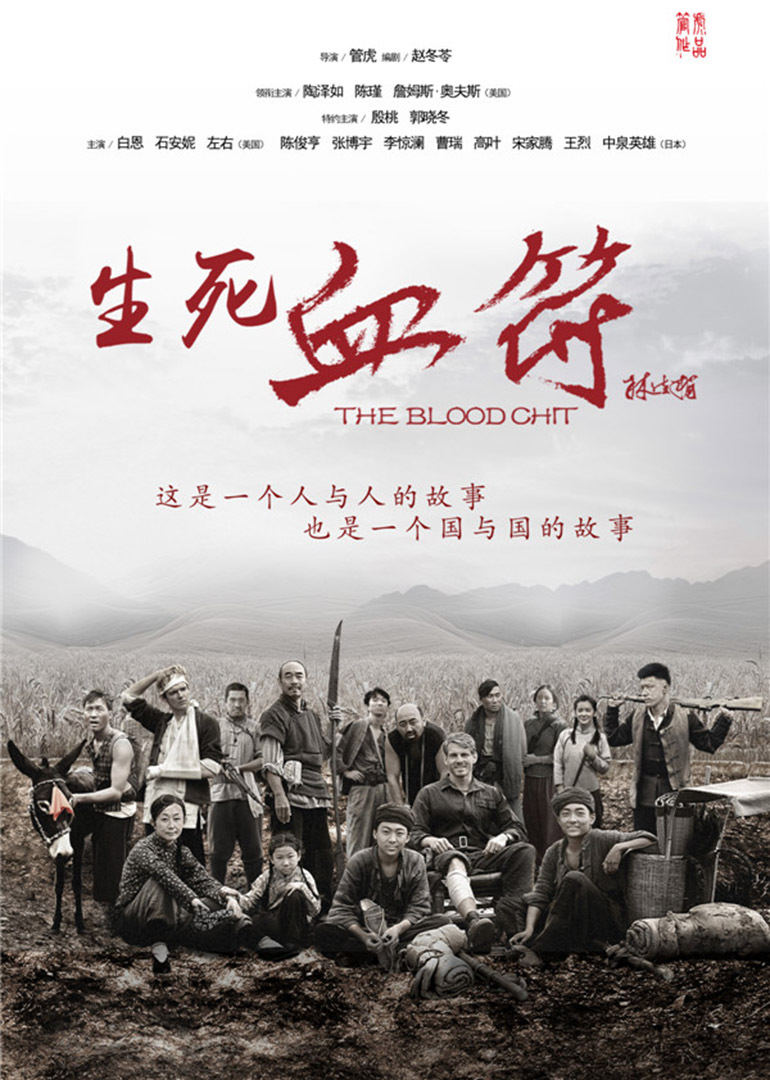 导演 / 管虎 编剧 / 赵冬苓
领衔主演 / 陶泽如 陈瑾 詹姆斯·奥夫斯（美国）
特约主演 / 殷桃 郭晓冬
主演 / 白恩 石安妮 左右（美国） 陈俊亨 张博宇 李惊澜 曹瑞 高叶 宋家腾 王烈 中泉英雄（日本）
生死血符
THE BLOOD CHIT
这是一个人与人的故事
也是一个国与国的故事